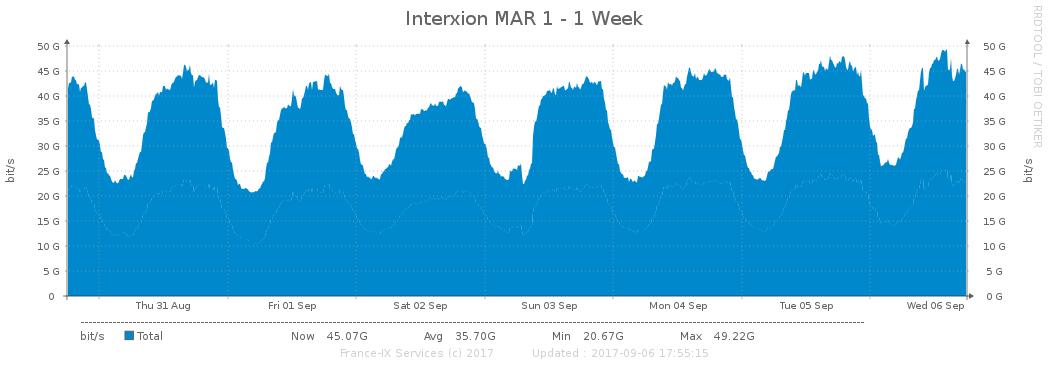 Interxion MAR 1 - 1 Week
RRDTOOL / TOBI OETIKER
bit/s
bit/s
50 G 50 G
45 G 45 G
40 G 40 G
35 G 35 G
30 G 30 G
25 G 25 G
20 G 20 G
15 G 15 G
10 G 10 G
5 G 5 G
0 0 G
Thu 31 Aug Fri 01 Sep Sat 02 Sep Sun 03 Sep Mon 04 Sep Tue 05 Sep Wed 06 Sep
bit/s Total Now 45.07G Avg 35.70G Min 20.67G Max 49.22G
France-IX Services (c) 2017 Updated : 2017-09-06 17:55:15